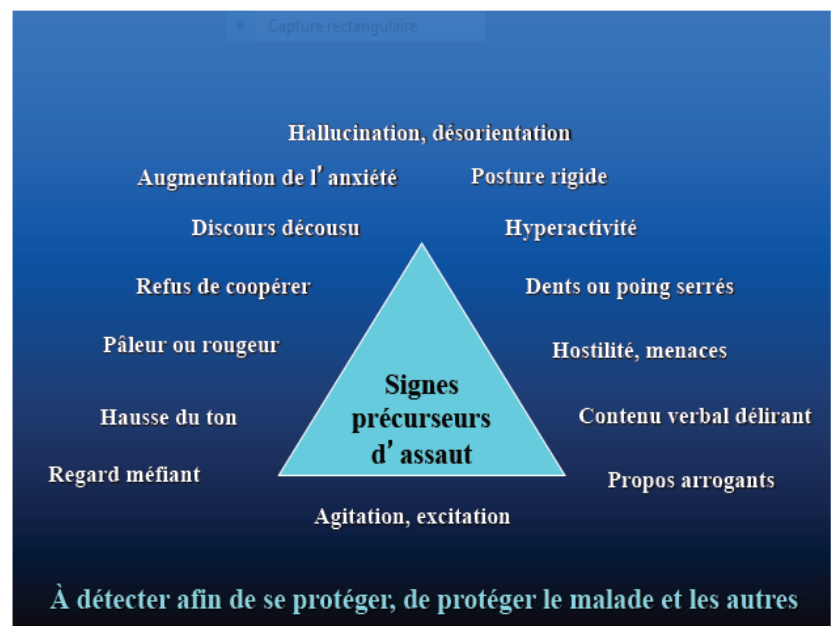 Capture rectangulaire
Hallucination, désorientation
Augmentation de l'anxiété
Posture rigide
Discours décousu
Hyperactivité
Refus de coopérer
Dents ou poing serrés
Pâleur ou rougeur
Hostilité, menaces
Signes
précurseurs
d'assaut
Hausse du ton
Contenu verbal délirant
Regard méfiant
Propos arrogants
Agitation, excitation
À détecter afin de se protéger, de protéger le malade et les autres